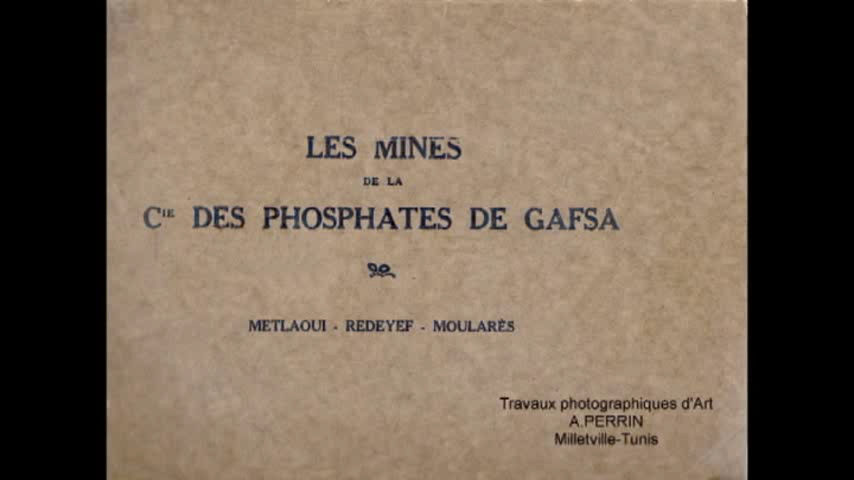 LES MINES
DE LA
Cie DES PHOSPHATES DE GAFSA
METLAOUI - REDEYEF - MOULARÈS
Travaux photographiques d'Art
A.PERRIN
Milletville-Tunis